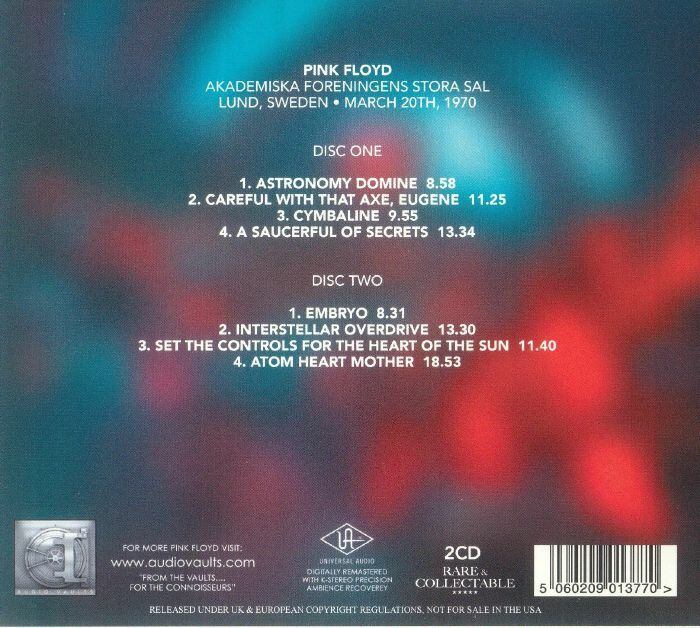 PINK FLOYD
AKADEMISKA FORENINGENS STORA SAL
LUND, SWEDEN • MARCH 20TH, 1970
DISC ONE
1. ASTRONOMY DOMINE 8.58
2. CAREFUL WITH THAT AXE, EUGENE 11.25
3. CYMBALINE 9.55
4. A SAUCERFUL OF SECRETS 13.34
DISC TWO
1. EMBRYO 8.31
2. INTERSTELLAR OVERDRIVE 13.30
3. SET THE CONTROLS FOR THE HEART OF THE SUN 11.40
4. ATOM HEART MOTHER 18.53
AUDIO VAULTS
FOR MORE PINK FLOYD VISIT:
www.audiovaults.com
"FROM THE VAULTS....
FOR THE CONNOISSEURS"
UA
UNIVERSAL AUDIO
DIGITALLY REMASTERED
WITH K-STEREO PRECISION
AMBIENCE RECOVEREY
2CD
RARE &
COLLECTABLE
*****
5 060209 013770 >
RELEASED UNDER UK & EUROPEAN COPYRIGHT REGULATIONS, NOT FOR SALE IN THE USA